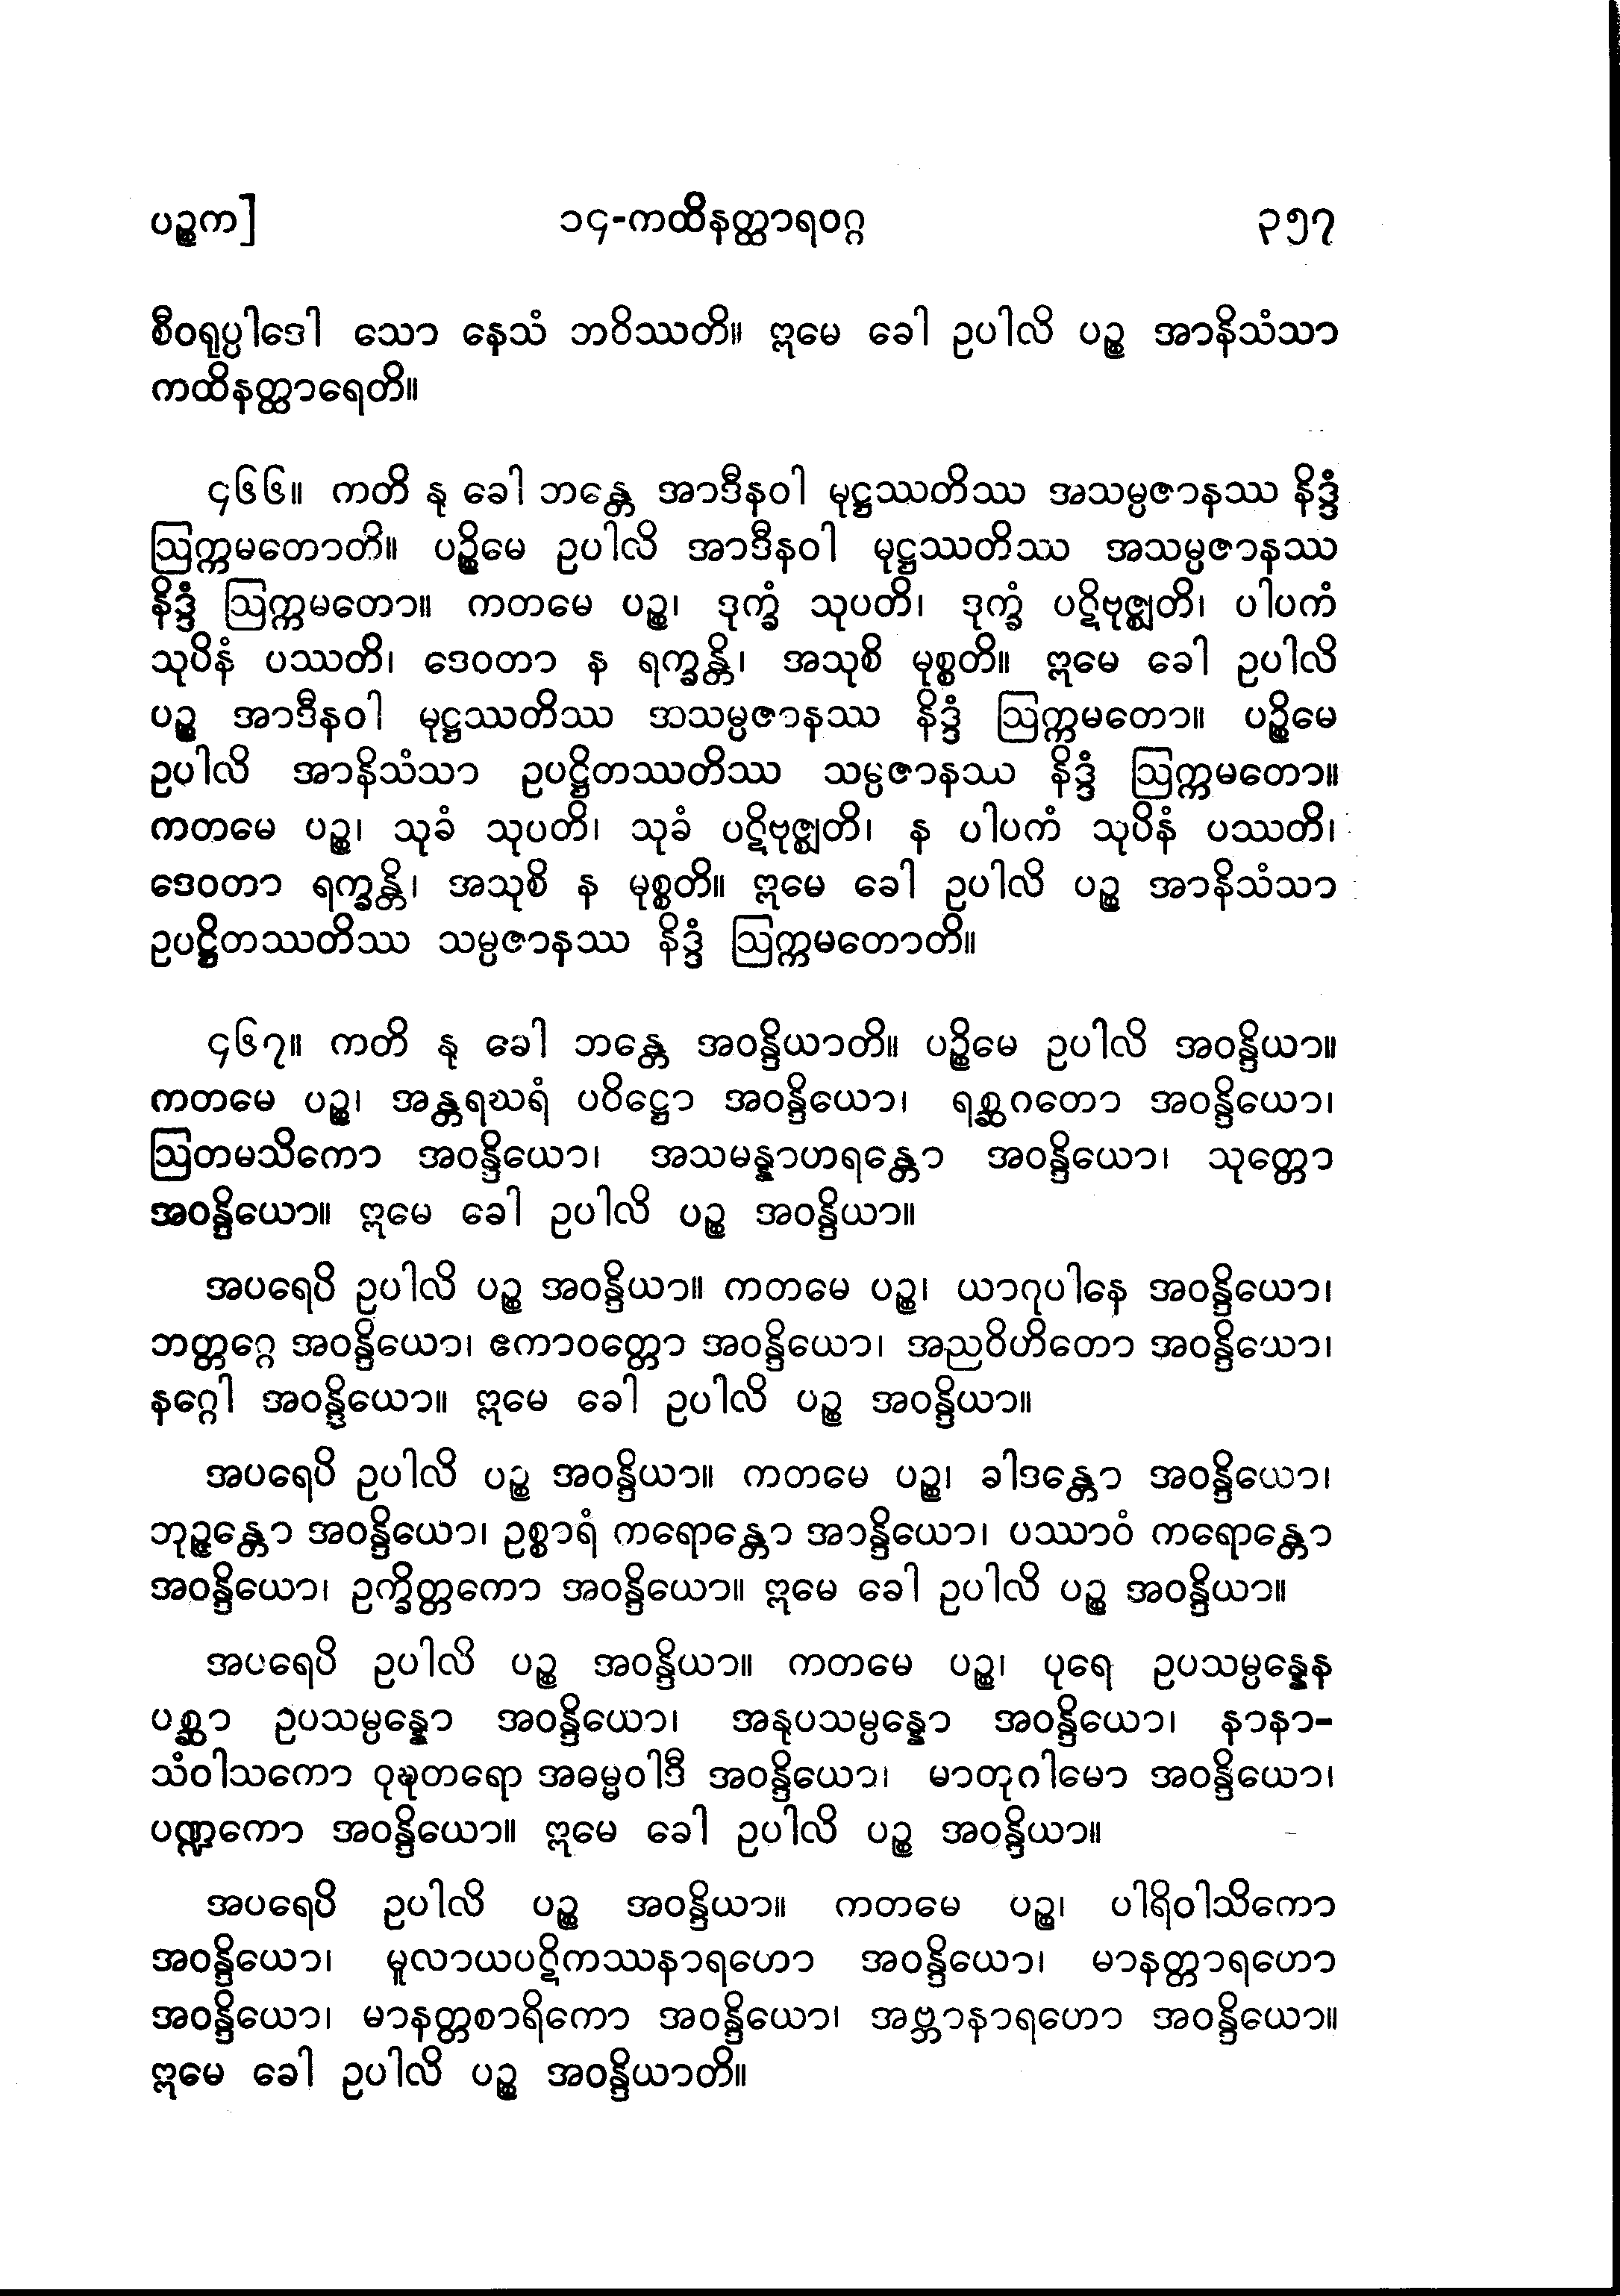 ပဉ္စက]	၁၄-ကထိနတ္ထာရဝဂ္ဂ	၃၅၇
စီဝရုပ္ပါဒေါ သော နေသံ ဘဝိဿတိ။ ဣမေ ခေါ ဥပါလိ ပဉ္စ အာနိသံသာ
ကထိနတ္ထာရေတိ။
၄၆၆။ ကတိ နု ခေါ ဘန္တေ အာဒီနဝါ မုဋ္ဌဿတိဿ အသမ္ပဇာနဿ နိဒ္ဒံ
ဩက္ကမတောတိ။ ပဉ္စိမေ ဥပါလိ အာဒီနဝါ မုဋ္ဌဿတိဿ အသမ္ပဇာနဿ
နိဒ္ဒံ ဩက္ကမတော။ ကတမေ ပဉ္စ၊ ဒုက္ခံ သုပတိ၊ ဒုက္ခံ ပဋိဗုဇ္ဈတိ၊ ပါပကံ
သုပိနံ ပဿတိ၊ ဒေဝတာ န ရက္ခန္တိ၊ အသုစိ မုစ္စတိ။ ဣမေ ခေါ ဥပါလိ
ပဉ္စ အာဒီနဝါ မုဋ္ဌဿတိဿ အသမ္ပဇာနဿ နိဒ္ဒံ ဩက္ကမတော။ ပဉ္စိမေ
ဥပါလိ အာနိသံသာ ဥပဋ္ဌိတဿတိဿ သမ္ပဇာနဿ နိဒ္ဒံ ဩက္ကမတော။
ကတမေ ပဉ္စ၊ သုခံ သုပတိ၊ သုခံ ပဋိဗုဇ္ဈတိ၊ န ပါပကံ သုပိနံ ပဿတိ၊
ဒေဝတာ ရက္ခန္တိ၊ အသုစိ န မုစ္စတိ။ ဣမေ ခေါ ဥပါလိ ပဉ္စ အာနိသံသာ
ဥပဋ္ဌိတဿတိဿ သမ္ပဇာနဿ နိဒ္ဒံ ဩက္ကမတောတိ။
၄၆၇။ ကတိ နု ခေါ ဘန္တေ အဝန္ဒိယာတိ။ ပဉ္စိမေ ဥပါလိ အဝန္ဒိယာ။
ကတမေ ပဉ္စ၊ အန္တရဃရံ ပဝိဋ္ဌော အဝန္ဒိယော၊ ရစ္ဆဂတော အဝန္ဒိယော၊
ဩတမသိကော အဝန္ဒိယော၊ အသမန္နာဟရန္တော အဝန္ဒိယော၊ သုတ္တော
အဝန္ဒိယော။ ဣမေ ခေါ ဥပါလိ ပဉ္စ အဝန္ဒိယာ။
အပရေပိ ဥပါလိ ပဉ္စ အဝန္ဒိယာ။ ကတမေ ပဉ္စ၊ ယာဂုပါနေ အဝန္ဒိယော၊
ဘတ္တဂ္ဂေ အဝန္ဒိယော၊ ဧကာဝတ္တော အဝန္ဒိယော၊ အညဝိဟိတော အဝန္ဒိယော၊
နဂ္ဂေါ အဝန္ဒိယော။ ဣမေ ခေါ ဥပါလိ ပဉ္စ အဝန္ဒိယာ။
အပရေပိ ဥပါလိ ပဉ္စ အဝန္ဒိယာ။ ကတမေ ပဉ္စ၊ ခါဒန္တော အဝန္ဒိယော၊
ဘုဉ္ဇန္တော အဝန္ဒိယော၊ ဥစ္စာရံ ကရောန္တော အာန္ဒိယော၊ ပဿာဝံ ကရောန္တော
အဝန္ဒိယော၊ ဥက္ခိတ္တကော အဝန္ဒိယော။ ဣမေ ခေါ ဥပါလိ ပဉ္စ အဝန္ဒိယာ။
အပရေပိ ဥပါလိ ပဉ္စ အဝန္ဒိယာ။ ကတမေ ပဉ္စ၊ ပုရေ ဥပသမ္ပန္နေန
ပစ္ဆာ ဥပသမ္ပန္နော အဝန္ဒိယော၊ အနုပသမ္ပန္နော အဝန္ဒိယော၊ နာနာ-
သံဝါသကော ဝုဍ္ဎတရော အဓမ္မဝါဒီ အဝန္ဒိယော၊ မာတုဂါမော အဝန္ဒိယော၊
ပဏ္ဍကော အဝန္ဒိယော။ ဣမေ ခေါ ဥပါလိ ပဉ္စ အဝန္ဒိယာ။
အပရေပိ ဥပါလိ ပဉ္စ အဝန္ဒိယာ။ ကတမေ ပဉ္စ၊ ပါရိဝါသိကော
အဝန္ဒိယော၊ မူလာယပဋိကဿနာရဟော အဝန္ဒိယော၊ မာနတ္တာရဟော
အဝန္ဒိယော၊ မာနတ္တစာရိကော အဝန္ဒိယော၊ အဗ္ဘာနာရဟော အဝန္ဒိယော။
ဣမေ ခေါ ဥပါလိ ပဉ္စ အဝန္ဒိယာတိ။